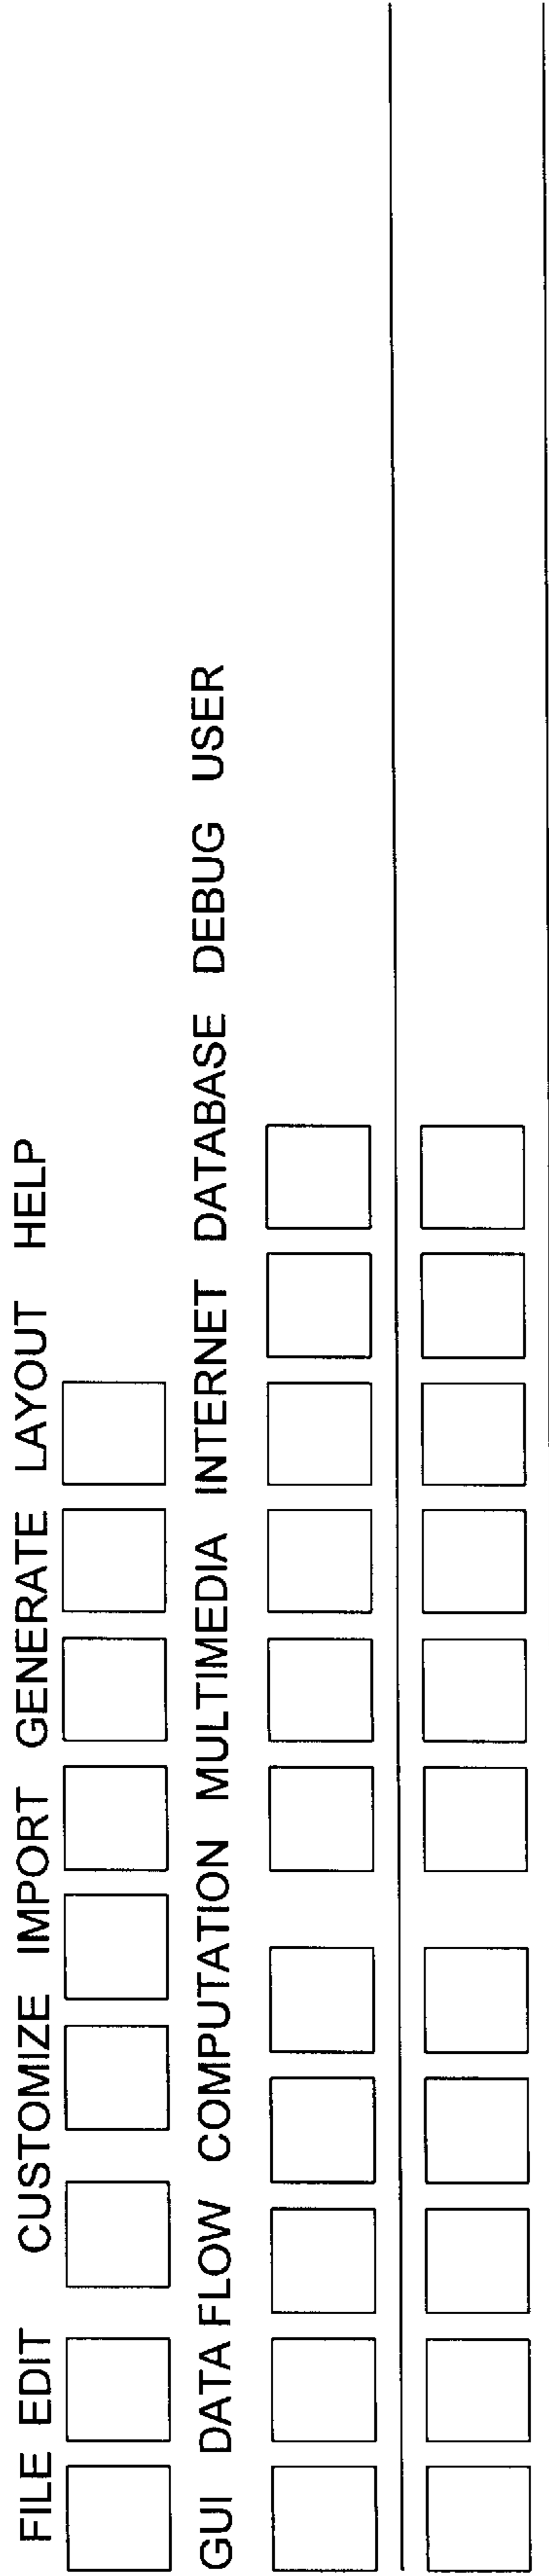 FILE EDIT CUSTOMIZE IMPORT GENERATE LAYOUT HELP
GUI DATA FLOW COMPUTATION MULTIMEDIA INTERNET DATABASE DEBUG USER